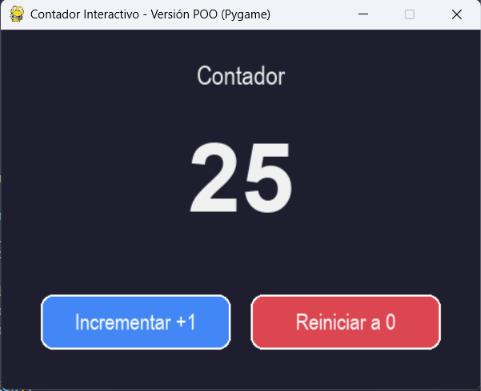 Contador Interactivo - Versión POO (Pygame)
Contador
25
Incrementar +1
Reiniciar a 0